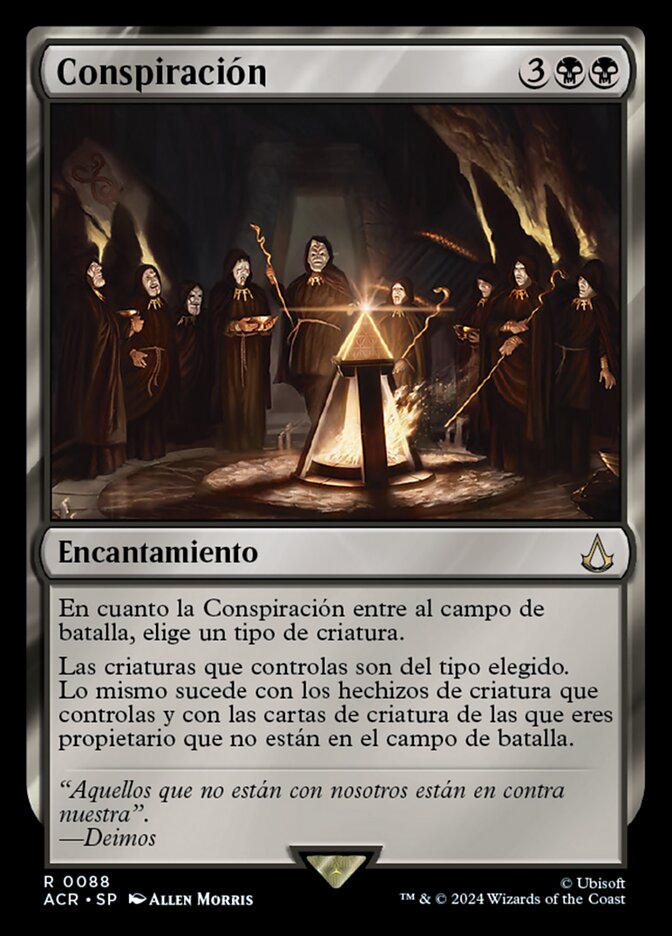 Conspiración
3
Encantamiento
En cuanto la Conspiración entre al campo de
batalla, elige un tipo de criatura.
Las criaturas que controlas son del tipo elegido.
Lo mismo sucede con los hechizos de criatura que
controlas y con las cartas de criatura de las que eres
propietario que no están en el campo de batalla.
“Aquellos que no están con nosotros están en contra
nuestra”.
—Deimos
R 0088
ACR • SP Allen Morris
© Ubisoft
™ & © 2024 Wizards of the Coast